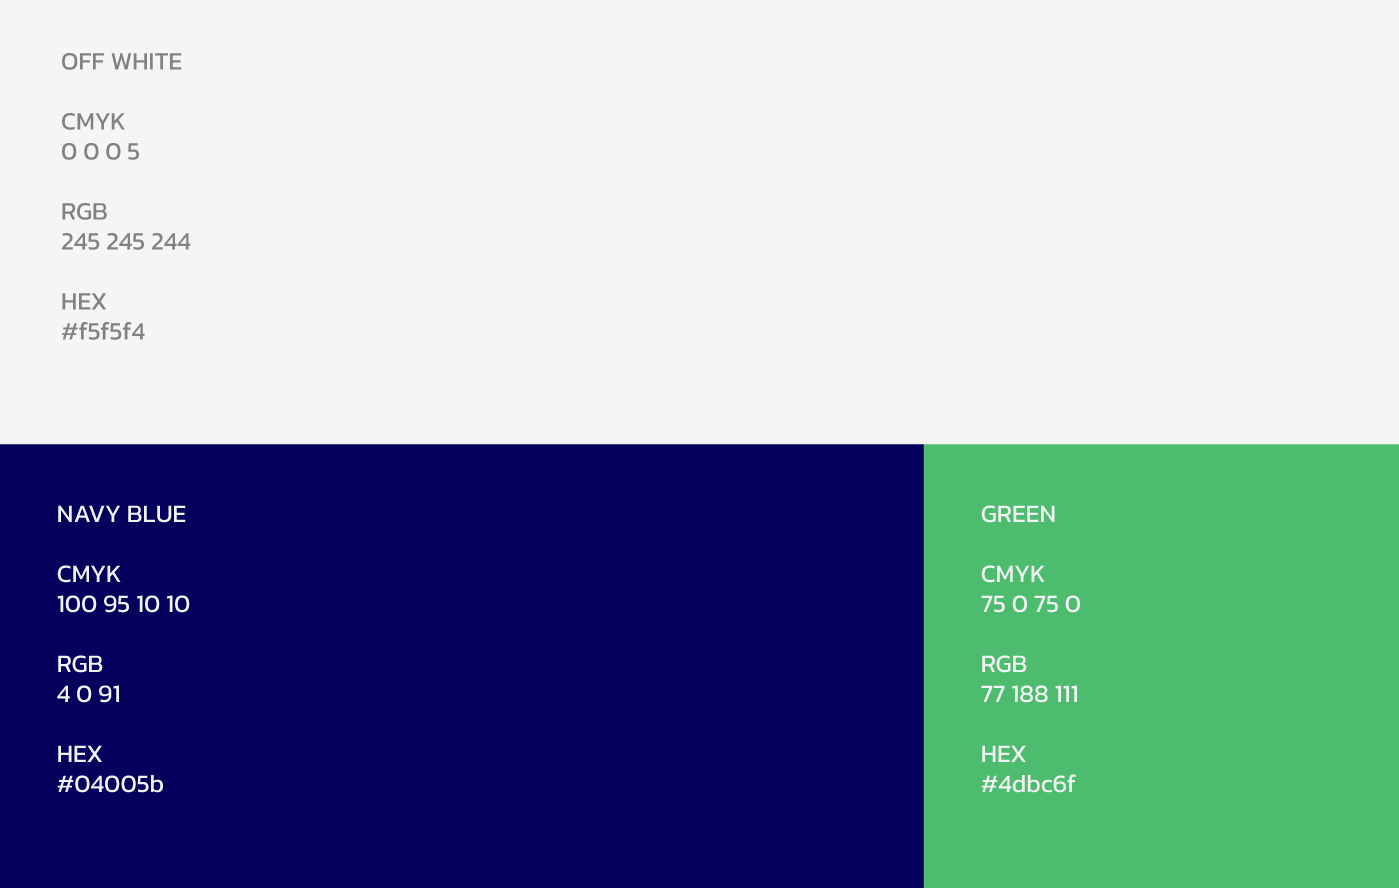 OFF WHITE
CMYK
0 0 0 5
RGB
245 245 244
HEX
#f5f5f4
NAVY BLUE
CMYK
100 95 10 10
RGB
4 0 91
HEX
#04005b
GREEN
CMYK
75 0 75 0
RGB
77 188 111
HEX
#4dbc6f